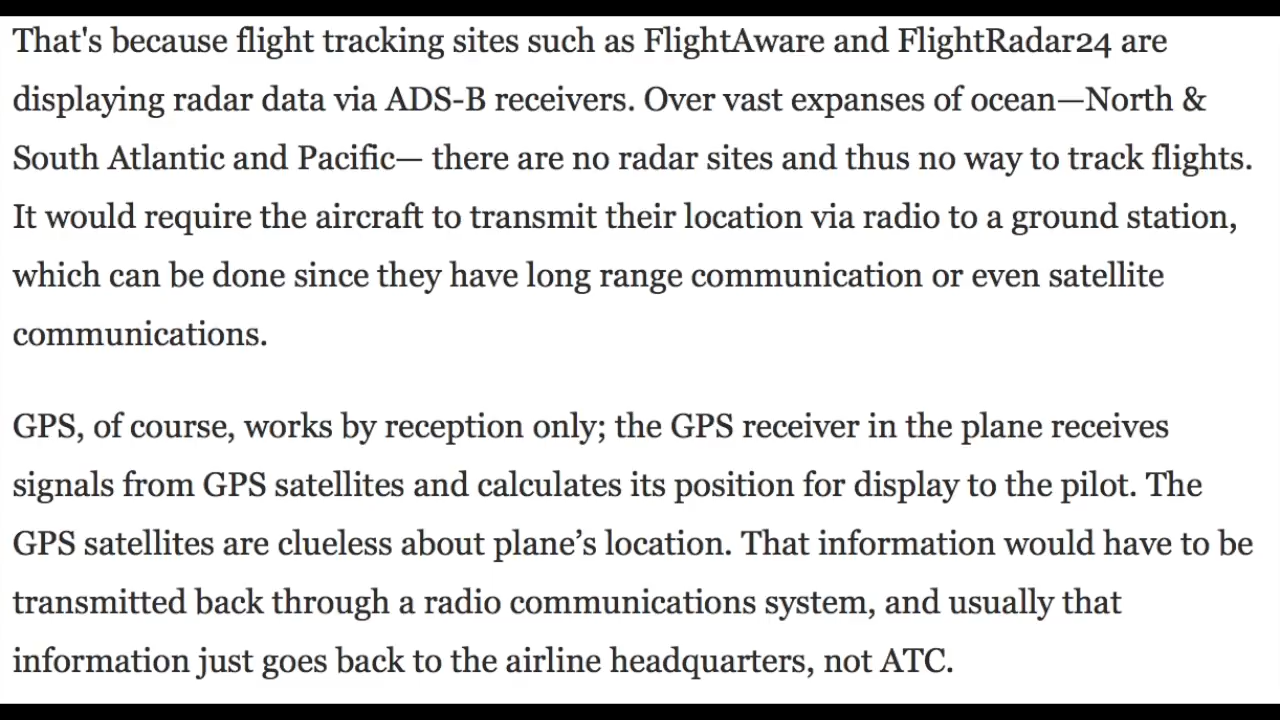 That's because flight tracking sites such as FlightAware and FlightRadar24 are
displaying radar data via ADS-B receivers. Over vast expanses of ocean—North &
South Atlantic and Pacific— there are no radar sites and thus no way to track flights.
It would require the aircraft to transmit their location via radio to a ground station,
which can be done since they have long range communication or even satellite
communications.
GPS, of course, works by reception only; the GPS receiver in the plane receives
signals from GPS satellites and calculates its position for display to the pilot. The
GPS satellites are clueless about plane’s location. That information would have to be
transmitted back through a radio communications system, and usually that
information just goes back to the airline headquarters, not ATC.